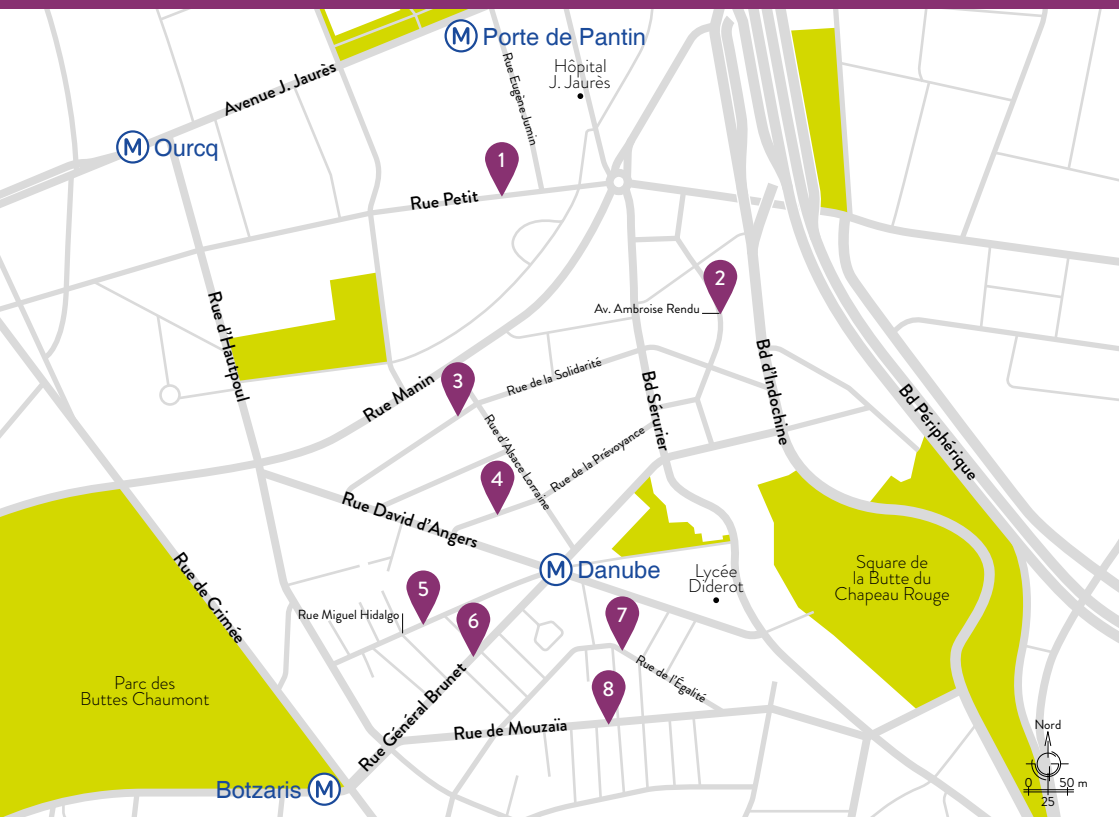 M Porte de Pantin
Hôpital
J. Jaurès
Rue Eugène Jumin
Avenue J. Jaurès
M Ourcq
1
Rue Petit
2
Av. Ambroise Rendu
Rue d'Hautpoul
Bd d'Indochine
Rue de la Solidarité
3
Rue Manin
Bd Sérurier
Bd Périphérique
Rue d'Alsace Lorraine
Rue de la Prévoyance
4
Rue David d'Angers
Rue de Crimée
M Danube
Lycée
Diderot
Square de
la Butte du
Chapeau Rouge
5
Rue Miguel Hidalgo
6
7
Rue de l'Égalité
8
Parc des
Buttes Chaumont
Rue Général Brunet
Rue de Mouzaïa
Botzaris M
Nord
0 50 m
25